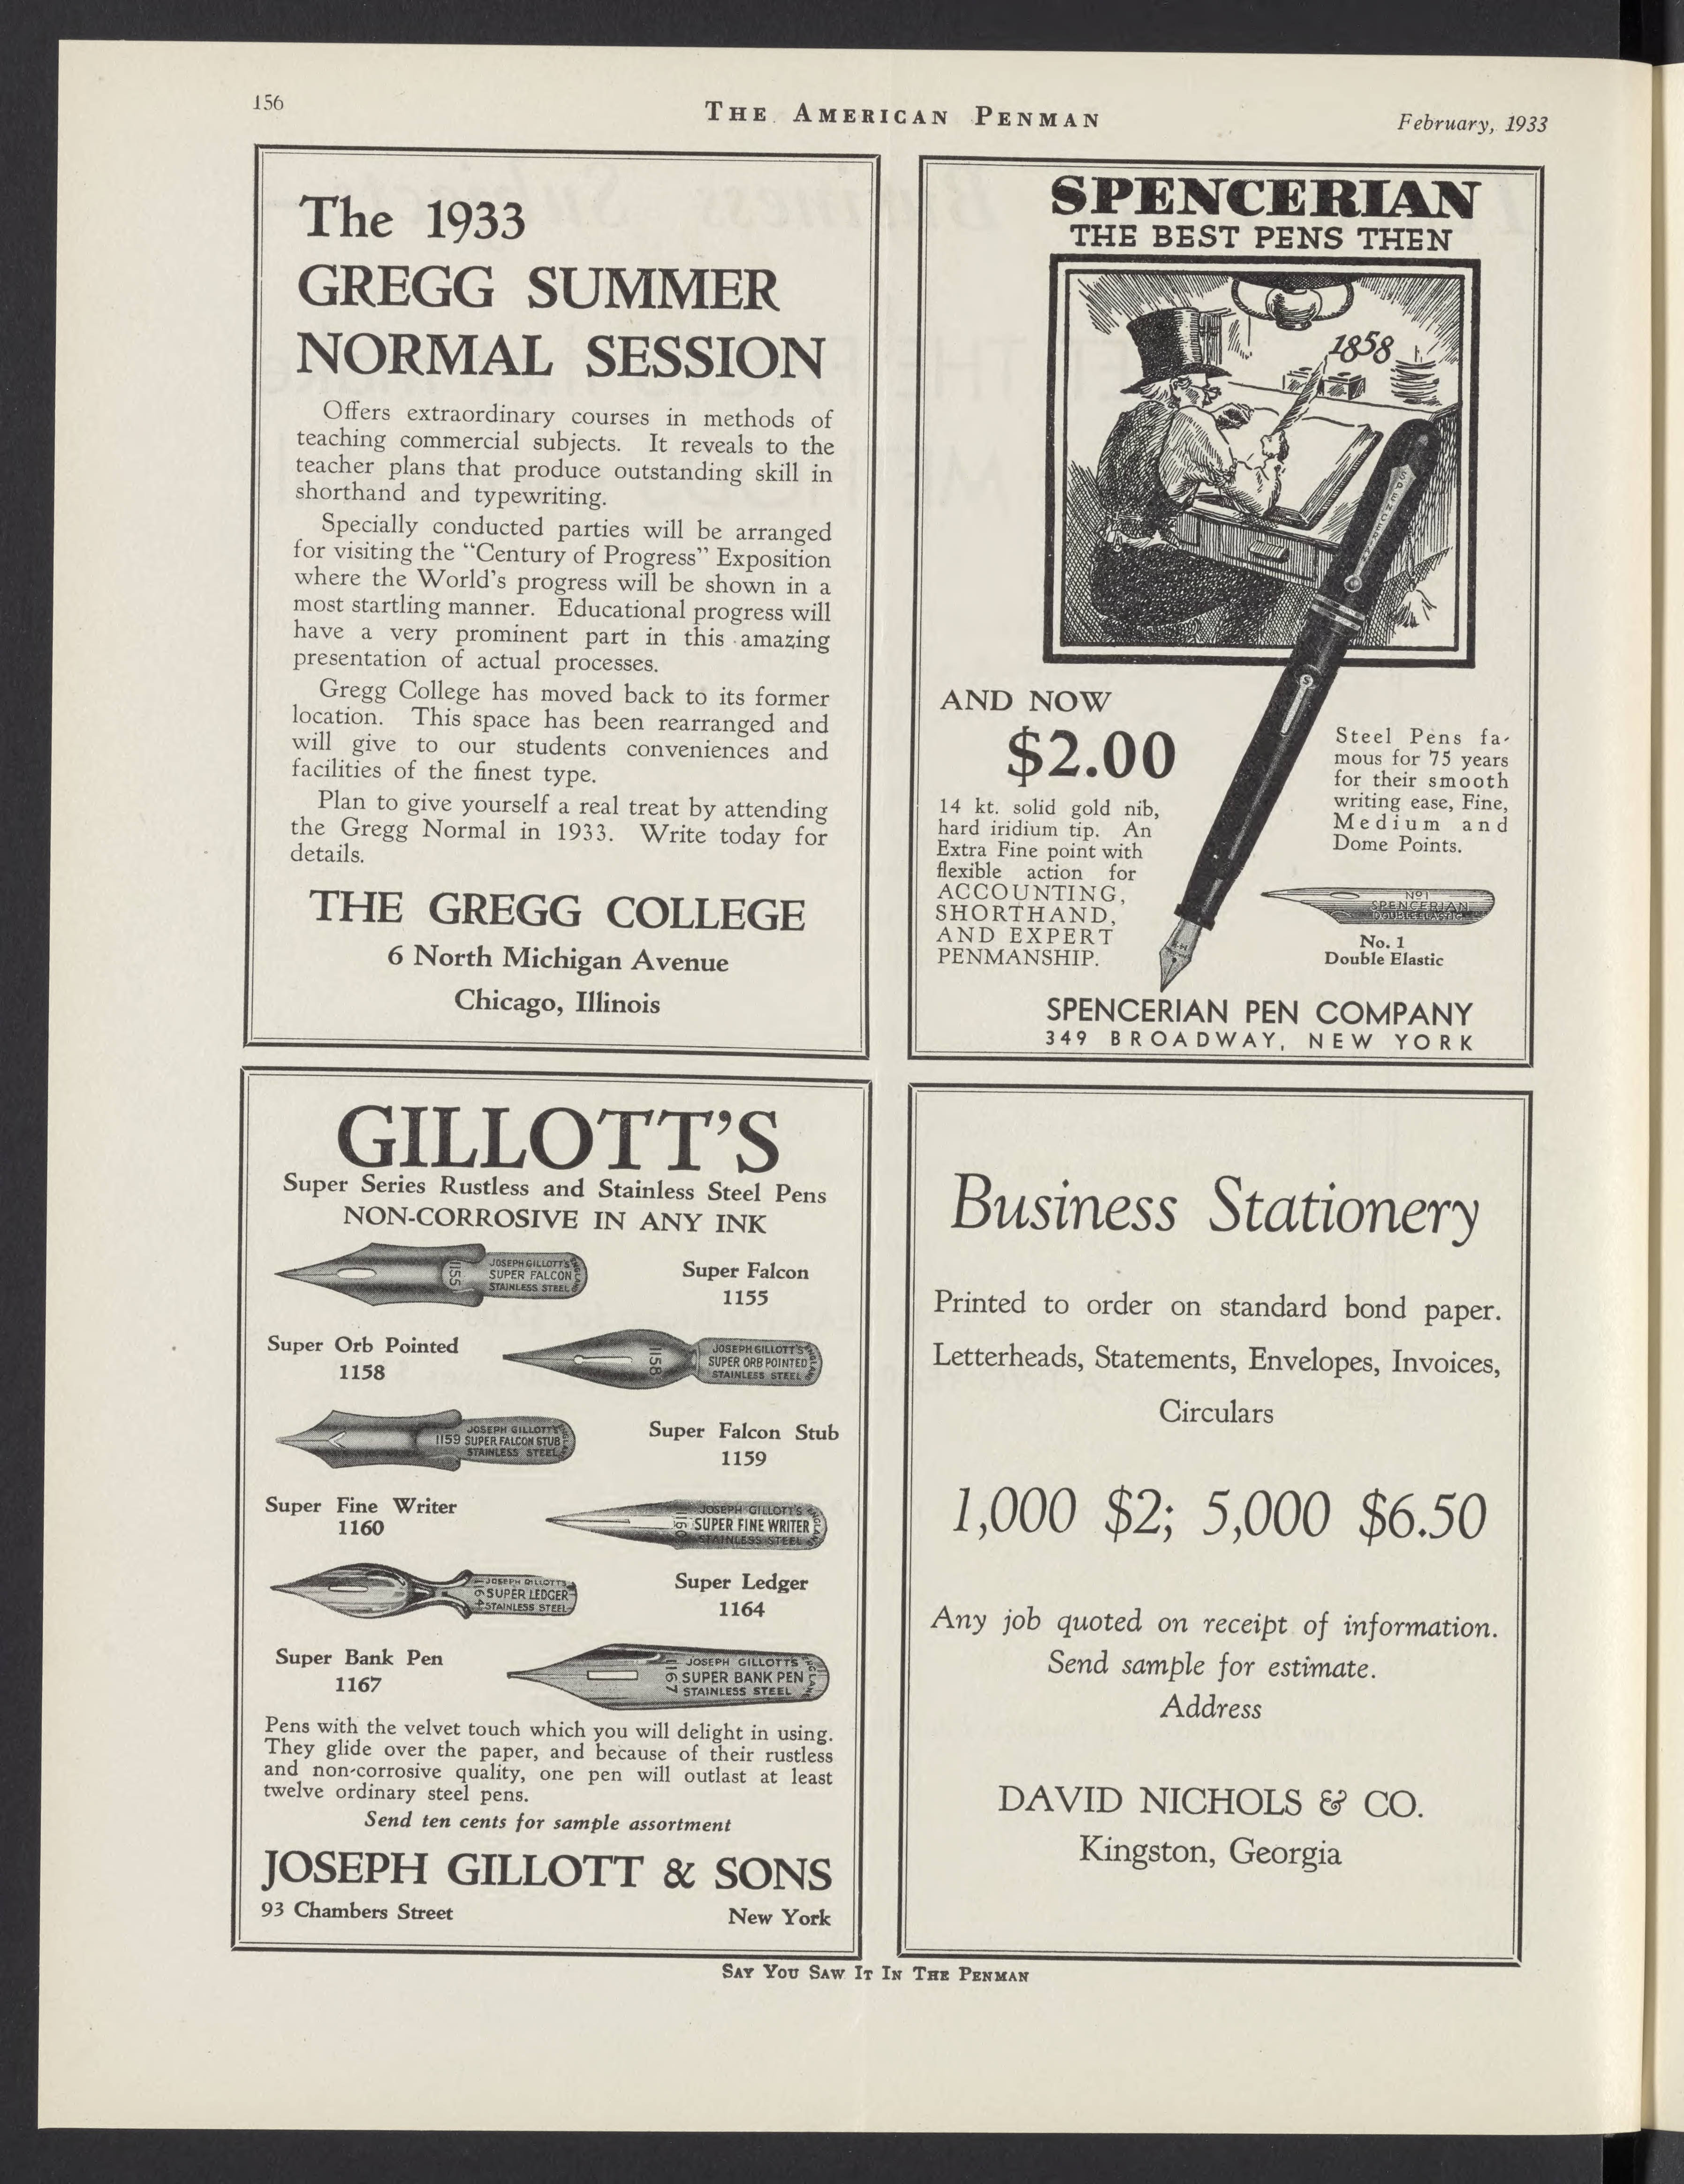 156
THE AMERICAN PENMAN
February, 1933
The 1933
GREGG SUMMER
NORMAL SESSION
Offers extraordinary courses in methods of
teaching commercial subjects. It reveals to the
teacher plans that produce outstanding skill in
shorthand and typewriting.
Specially conducted parties will be arranged
for visiting the “Century of Progress” Exposition
where the World’s progress will be shown in a
most startling manner. Educational progress will
have a very prominent part in this amazing
presentation of actual processes.
Gregg College has moved back to its former
location. This space has been rearranged and
will give to our students conveniences and
facilities of the finest type.
Plan to give yourself a real treat by attending
the Gregg Normal in 1933. Write today for
details.
THE GREGG COLLEGE
6 North Michigan Avenue
Chicago, Illinois
SPENCERIAN
THE BEST PENS THEN
1858
SPENCERIAN
AND NOW
$2.00
14 kt. solid gold nib,
hard iridium tip. An
Extra Fine point with
flexible action for
ACCOUNTING,
SHORTHAND,
AND EXPERT
PENMANSHIP.
Steel Pens fa-
mous for 75 years
for their smooth
writing ease, Fine,
Medium and
Dome Points.
No 1
SPENCERIAN
DOUBLE ELASTIC
No. 1
Double Elastic
SPENCERIAN PEN COMPANY
349 BROADWAY, NEW YORK
GILLOTT’S
Super Series Rustless and Stainless Steel Pens
NON-CORROSIVE IN ANY INK
1155
JOSEPH GILLOTT'S
SUPER FALCON
STAINLESS STEEL
ENGLAND
Super Falcon
1155
Super Orb Pointed
1158
1158
JOSEPH GILLOTT'S
SUPER ORB POINTED
STAINLESS STEEL
ENGLAND
JOSEPH GILLOTT'S
1159 SUPER FALCON STUB
STAINLESS STEEL
ENGLAND
Super Falcon Stub
1159
Super Fine Writer
1160
1160
JOSEPH GILLOTT'S
SUPER FINE WRITER
STAINLESS STEEL
ENGLAND
1164
JOSEPH GILLOTT'S
SUPER LEDGER
STAINLESS STEEL
Super Ledger
1164
Super Bank Pen
1167
1167
JOSEPH GILLOTT'S
SUPER BANK PEN
STAINLESS STEEL
ENGLAND
Pens with the velvet touch which you will delight in using.
They glide over the paper, and because of their rustless
and non-corrosive quality, one pen will outlast at least
twelve ordinary steel pens.
Send ten cents for sample assortment
JOSEPH GILLOTT & SONS
93 Chambers Street New York
Business Stationery
Printed to order on standard bond paper.
Letterheads, Statements, Envelopes, Invoices,
Circulars
1,000 $2; 5,000 $6.50
Any job quoted on receipt of information.
Send sample for estimate.
Address
DAVID NICHOLS & CO.
Kingston, Georgia
SAY YOU SAW IT IN THE PENMAN